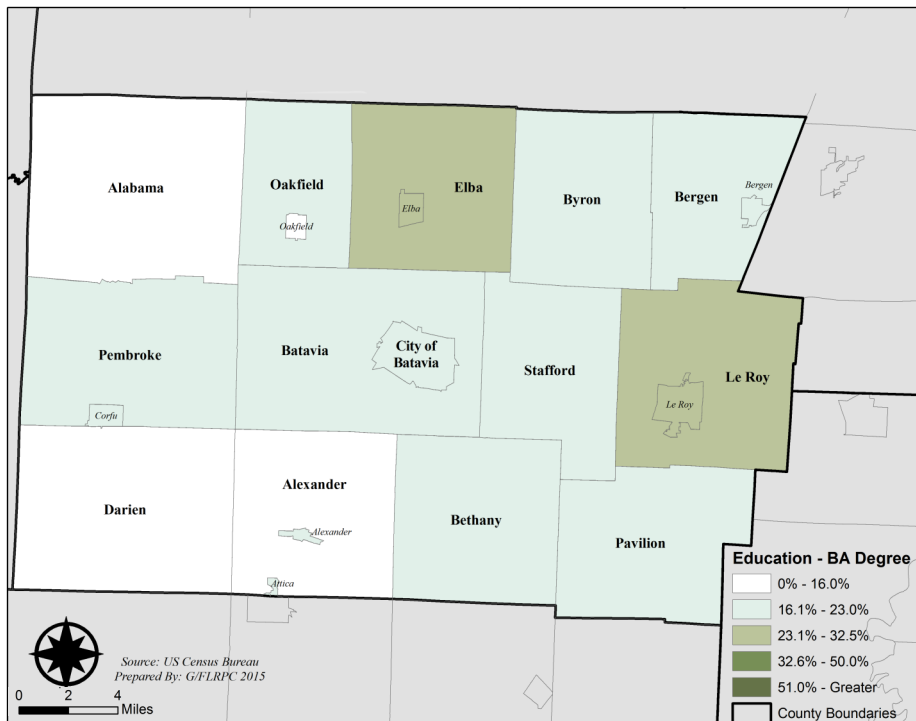 Alabama
Oakfield
Oakfield
Elba
Elba
Byron
Bergen
Bergen
Pembroke
Corfu
Batavia
City of
Batavia
Stafford
Le Roy
Le Roy
Darien
Alexander
Alexander
Attica
Bethany
Pavilion
Education - BA Degree
0% - 16.0%
16.1% - 23.0%
23.1% - 32.5%
32.6% - 50.0%
51.0% - Greater
County Boundaries
Source: US Census Bureau
Prepared By: G/FLRPC 2015
0 2 4
Miles